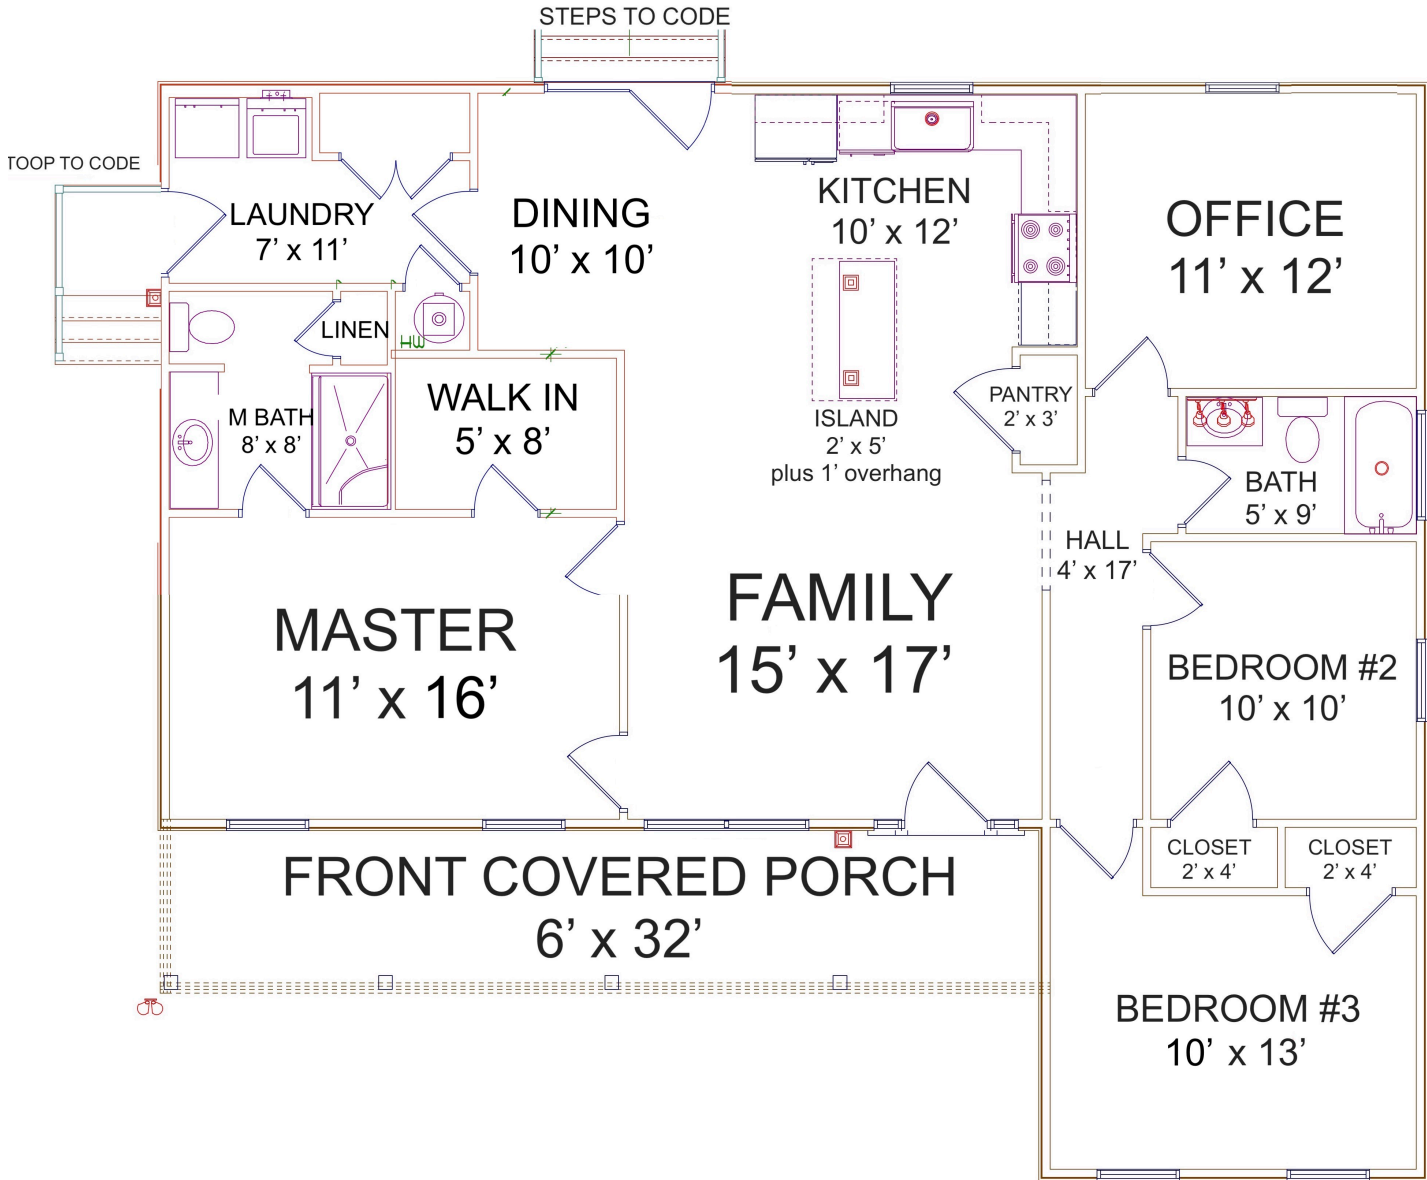 STEPS TO CODE
TOOP TO CODE
LAUNDRY
7’ x 11’
DINING
10’ x 10’
KITCHEN
10’ x 12’
OFFICE
11’ x 12’
LINEN
HW
M BATH
8’ x 8’
WALK IN
5’ x 8’
ISLAND
2’ x 5’
plus 1’ overhang
PANTRY
2’ x 3’
BATH
5’ x 9’
HALL
4’ x 17’
MASTER
11’ x 16’
FAMILY
15’ x 17’
BEDROOM #2
10’ x 10’
CLOSET
2’ x 4’
CLOSET
2’ x 4’
FRONT COVERED PORCH
6’ x 32’
BEDROOM #3
10’ x 13’